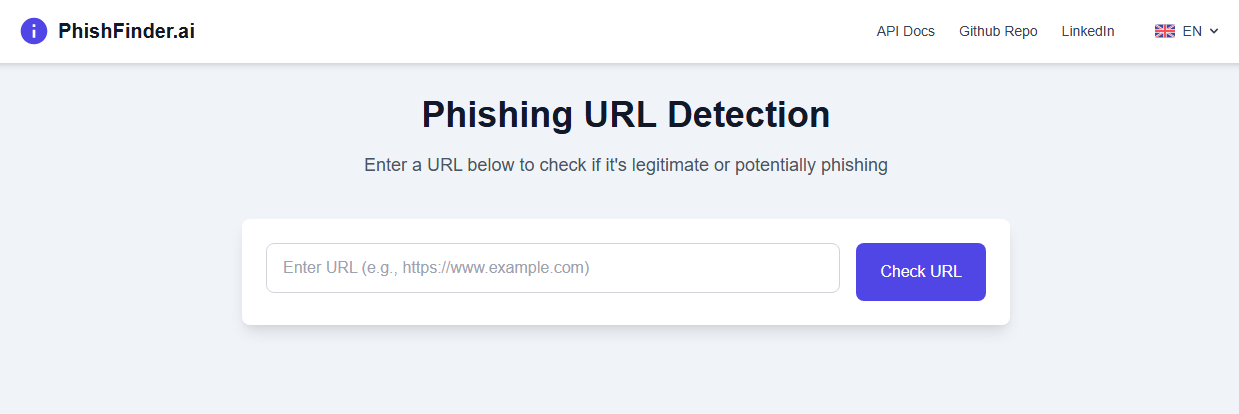 PhishFinder.ai
API Docs Github Repo LinkedIn EN
Phishing URL Detection
Enter a URL below to check if it's legitimate or potentially phishing
Enter URL (e.g., https://www.example.com) Check URL